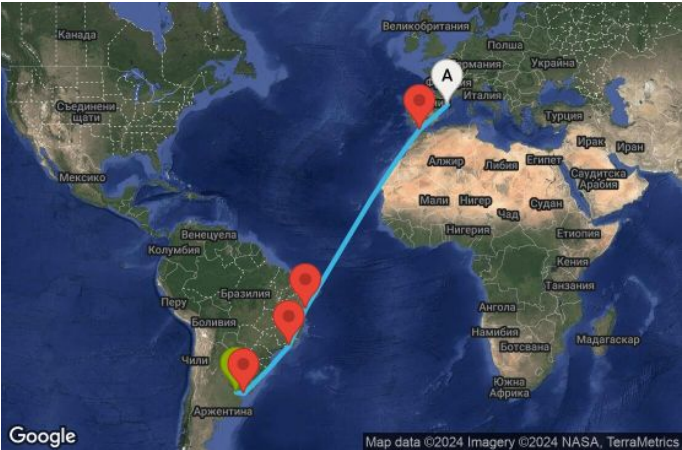 Канада
Великобритания
Полша
Германия
Украйна
Италия
Съединени
щати
Турция
Ирак
Иран
Алжир
Либия
Египет
Саудитска
Арабия
Мексико
Мали
Нигер
Чад
Судан
Нигерия
Етиопия
Венецуела
Колумбия
Кения
Танзания
Перу
Бразилия
Ангола
Боливия
Намибия
Ботсвана
Мадагаскар
Чили
Южна
Африка
Аржентина
A
Google
Map data ©2024 Imagery ©2024 NASA, TerraMetrics